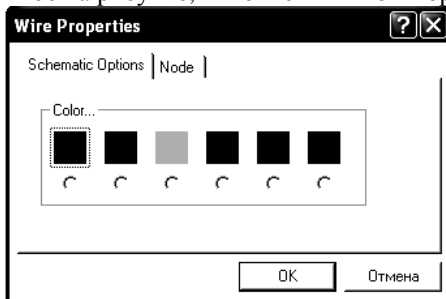 Wire Properties
Schematic Options Node
Color...
OK Отмена